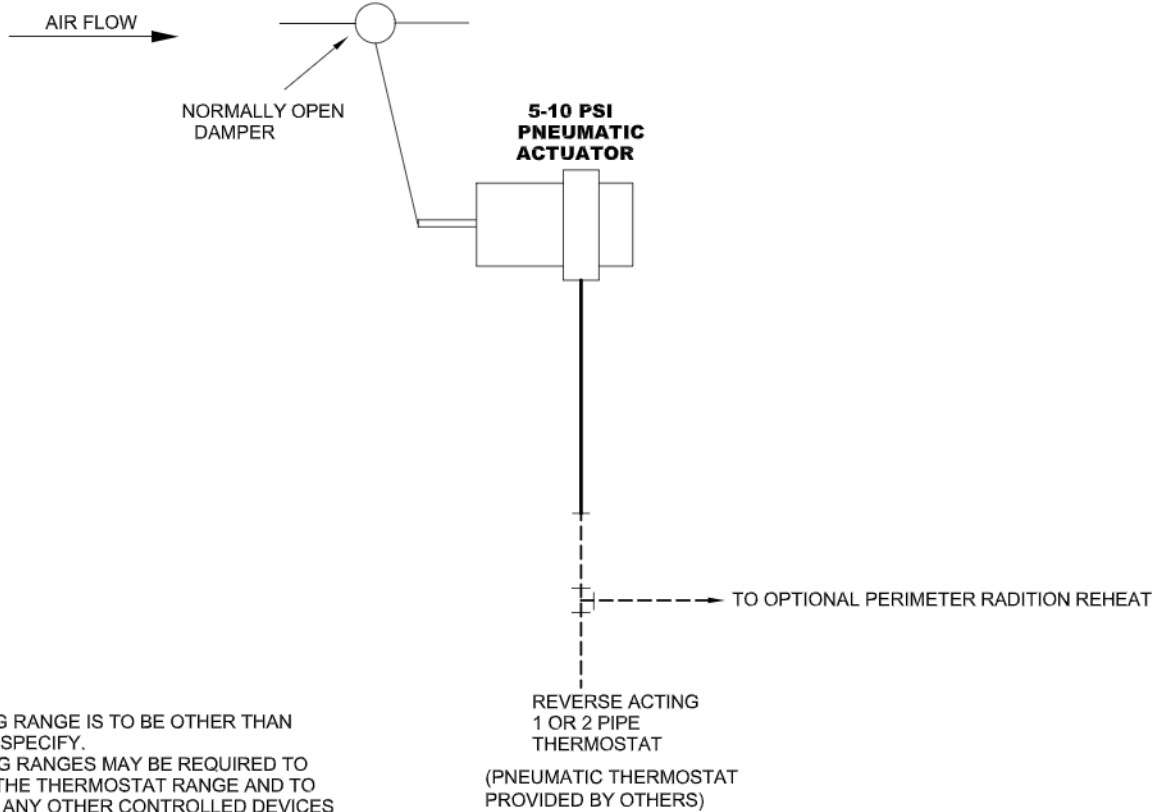 AIR FLOW
NORMALLY OPEN
DAMPER
5-10 PSI
PNEUMATIC
ACTUATOR
TO OPTIONAL PERIMETER RADITION REHEAT
REVERSE ACTING
1 OR 2 PIPE
THERMOSTAT
(PNEUMATIC THERMOSTAT
PROVIDED BY OTHERS)
RANGE IS TO BE OTHER THAN
SPECIFY.
RANGES MAY BE REQUIRED TO
THE THERMOSTAT RANGE AND TO
ANY OTHER CONTROLLED DEVICES